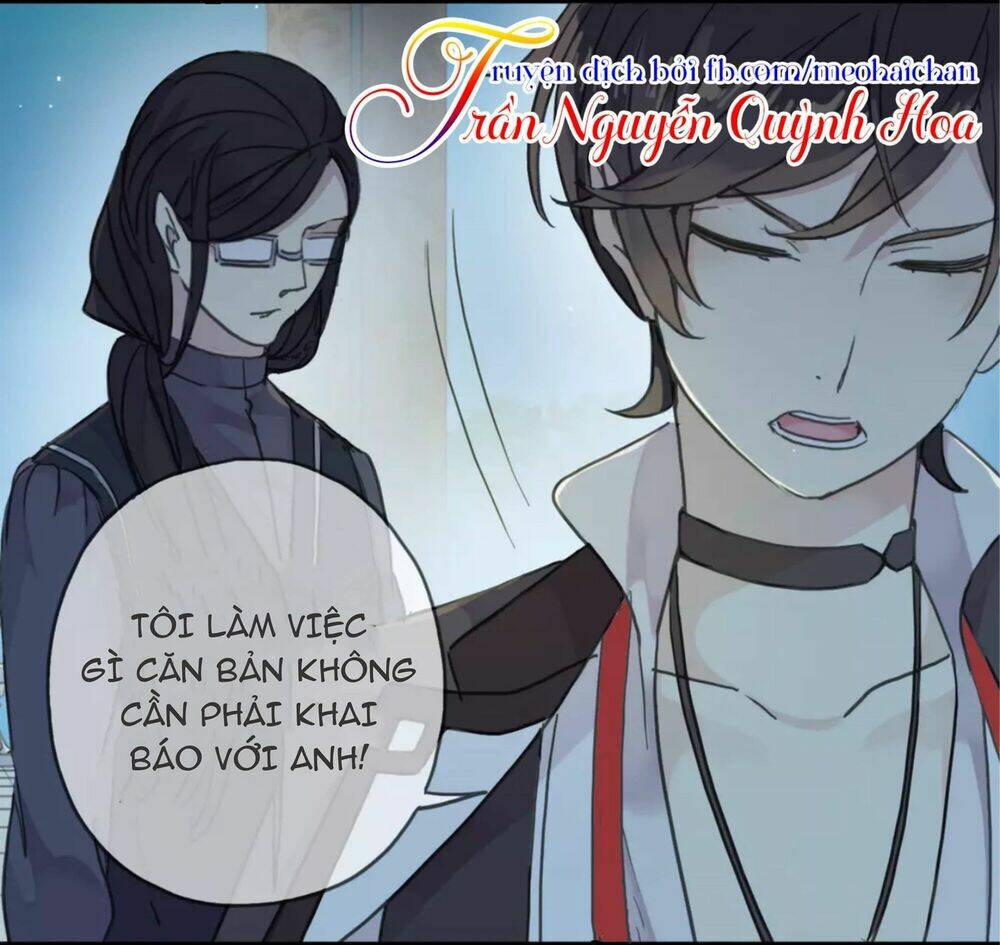 Truyện dịch bởi fb.com/meohaichan
Trần Nguyễn Quỳnh Hoa
TÔI LÀM VIỆC
GÌ CĂN BẢN KHÔNG
CẦN PHẢI KHAI
BÁO VỚI ANH!